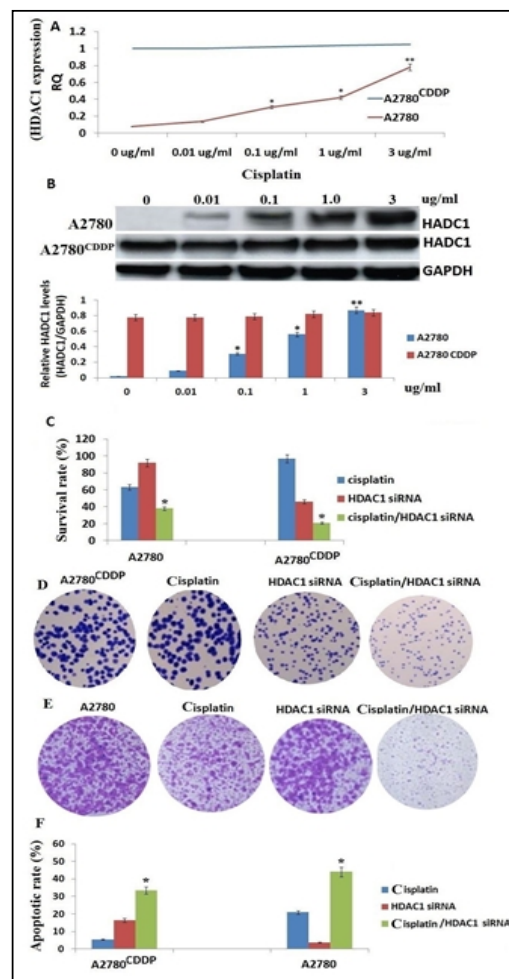 A
(HDAC1 expression)
RQ
1.2
1
0.8
0.6
0.4
0.2
0
*
*
**
A2780CDDP
A2780
0 ug/ml 0.01 ug/ml 0.1 ug/ml 1 ug/ml 3 ug/ml
Cisplatin
B
0 0.01 0.1 1.0 3 ug/ml
A2780 HADC1
A2780CDDP HADC1
GAPDH
Relative HADC1 levels
(HADC1/GAPDH)
1
0.8
0.6
0.4
0.2
0
*
*
**
A2780
A2780 CDDP
0 0.01 0.1 1 3 ug/ml
C
Survival rate (%)
120
100
80
60
40
20
0
*
*
cisplatin
HDAC1 siRNA
cisplatin/HDAC1 siRNA
A2780 A2780CDDP
D A2780CDDP Cisplatin HDAC1 siRNA Cisplatin/HDAC1 siRNA
E A2780 Cisplatin HDAC1 siRNA Cisplatin/HDAC1 siRNA
F
Apoptotic rate (%)
60
50
40
30
20
10
0
*
*
Cisplatin
HDAC1 siRNA
Cisplatin/HDAC1 siRNA
A2780CDDP A2780